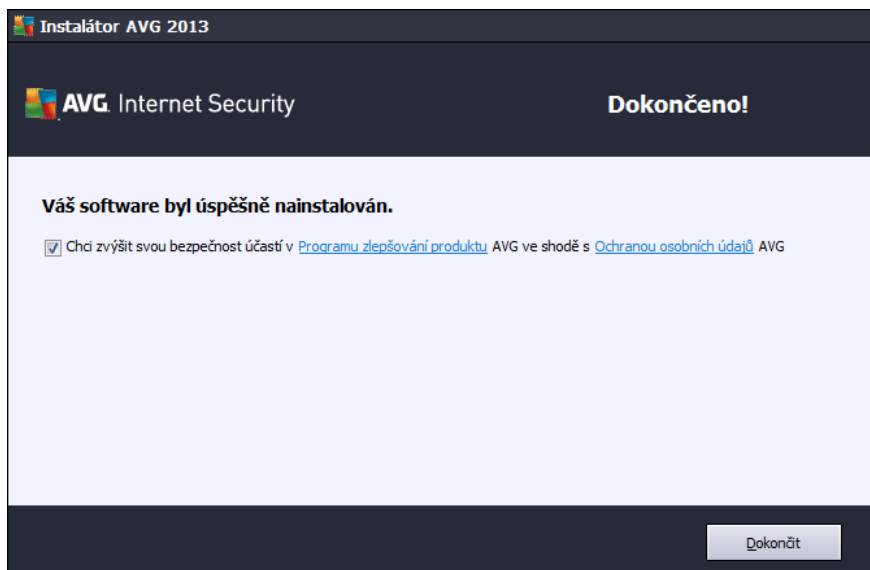 Instalátor AVG 2013
AVG. Internet Security
Dokončeno!
Váš software byl úspěšně nainstalován.
Chci zvýšit svou bezpečnost účastí v Programu zlepšování produktu AVG ve shodě s Ochranou osobních údajů AVG
Dokončit